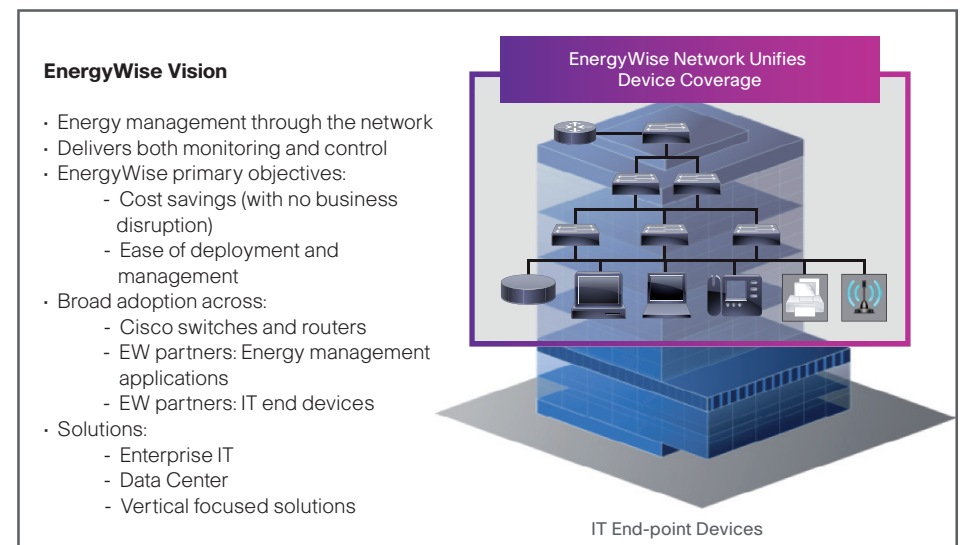 EnergyWise Vision
· Energy management through the network
· Delivers both monitoring and control
· EnergyWise primary objectives:
- Cost savings (with no business
disruption)
- Ease of deployment and
management
· Broad adoption across:
- Cisco switches and routers
- EW partners: Energy management
applications
- EW partners: IT end devices
· Solutions:
- Enterprise IT
- Data Center
- Vertical focused solutions
EnergyWise Network Unifies
Device Coverage
IT End-point Devices